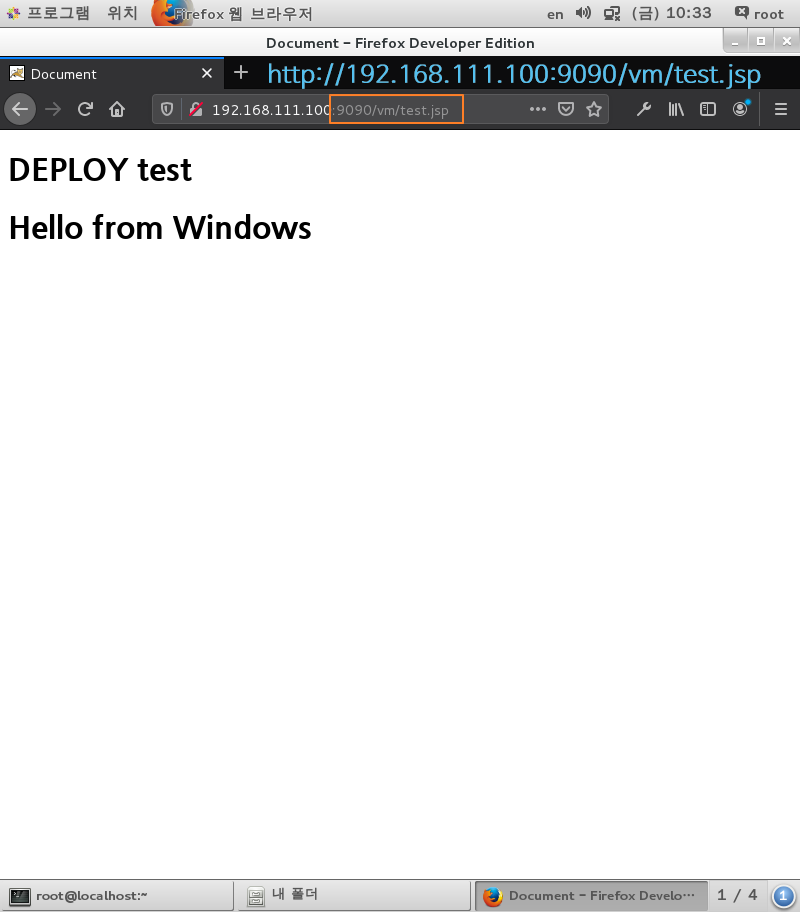 프로그램 위치 Firefox 웹 브라우저 en (금) 10:33 root
Document - Firefox Developer Edition
Document http://192.168.111.100:9090/vm/test.jsp
192.168.111.100:9090/vm/test.jsp
DEPLOY test
Hello from Windows
root@localhost:~ 내 폴더 Document - Firefox Develo⋯ 1 / 4 1